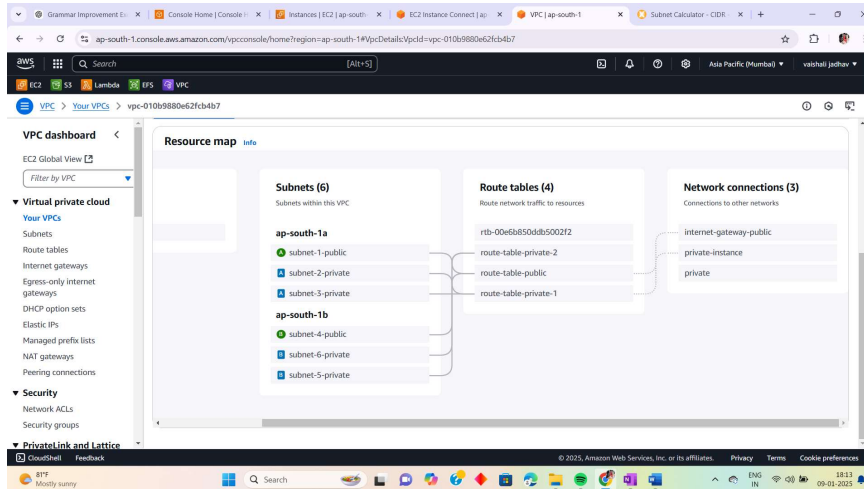 Grammar Improvement Ex
Console Home | Console H
Instances | EC2 | ap-south-
EC2 Instance Connect | ap
VPC | ap-south-1
Subnet Calculator - CIDR -
ap-south-1.console.aws.amazon.com/vpcconsole/home?region=ap-south-1#VpcDetails:VpcId=vpc-010b9880e62fcb4b7
aws
Search
[Alt+S]
Asia Pacific (Mumbai)
vaishali jadhav
EC2
S3
Lambda
EFS
VPC
VPC > Your VPCs > vpc-010b9880e62fcb4b7
VPC dashboard
EC2 Global View
Filter by VPC
Virtual private cloud
Your VPCs
Subnets
Route tables
Internet gateways
Egress-only internet
gateways
DHCP option sets
Elastic IPs
Managed prefix lists
NAT gateways
Peering connections
Security
Network ACLs
Security groups
PrivateLink and Lattice
Resource map Info
Subnets (6)
Subnets within this VPC
ap-south-1a
A subnet-1-public
A subnet-2-private
A subnet-3-private
ap-south-1b
B subnet-4-public
B subnet-6-private
B subnet-5-private
Route tables (4)
Route network traffic to resources
rtb-00e6b850ddb5002f2
route-table-private-2
route-table-public
route-table-private-1
Network connections (3)
Connections to other networks
internet-gateway-public
private-instance
private
CloudShell
Feedback
© 2025, Amazon Web Services, Inc. or its affiliates.
Privacy
Terms
Cookie preferences
81°F
Mostly sunny
Search
ENG
IN
18:13
09-01-2025